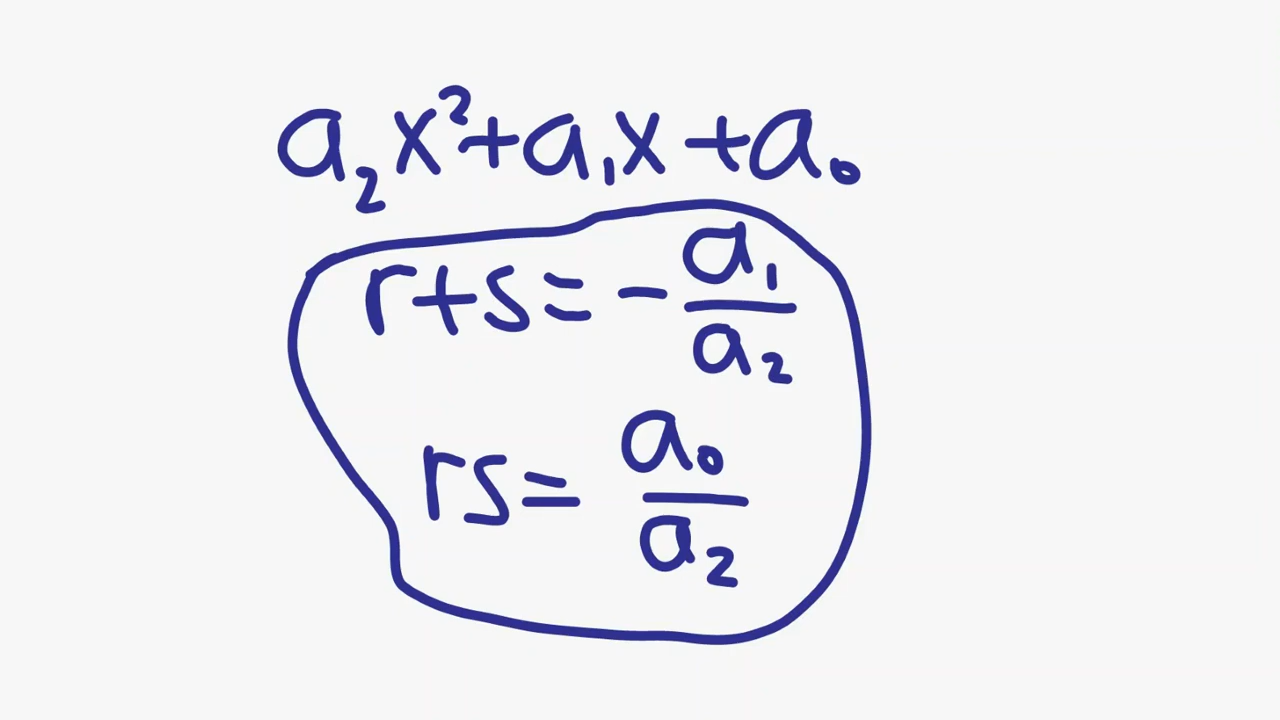 a₂x²+a₁x+a₀
r+s=-a₁/a₂
rs=a₀/a₂